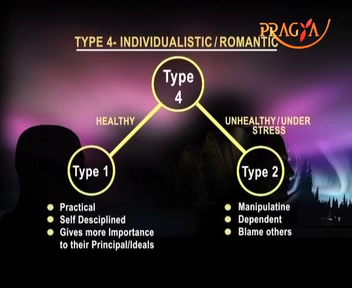 PRAGYA
TYPE 4- INDIVIDUALISTIC / ROMANTIC
Type
4
HEALTHY
UNHEALTHY/UNDER
STRESS
Type 1
Type 2
Practical
Self Desciplined
Gives more Importance
to their Principal/Ideals
Manipulatine
Dependent
Blame others